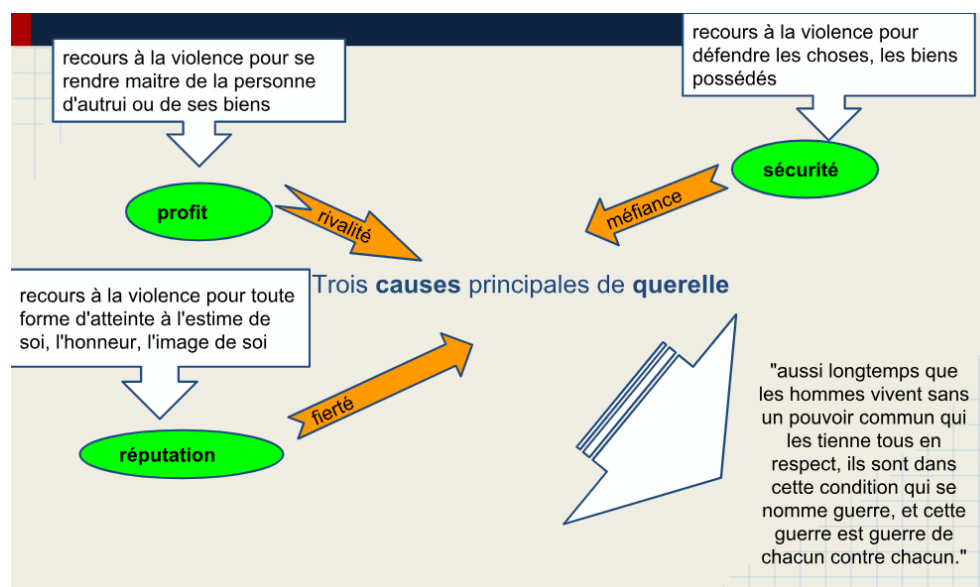 recours à la violence pour se
rendre maitre de la personne
d'autrui ou de ses biens
profit
rivalité
recours à la violence pour
défendre les choses, les biens
possédés
sécurité
méfiance
Trois causes principales de querelle
recours à la violence pour toute
forme d'atteinte à l'estime de
soi, l'honneur, l'image de soi
réputation
fierté
"aussi longtemps que
les hommes vivent sans
un pouvoir commun qui
les tienne tous en
respect, ils sont dans
cette condition qui se
nomme guerre, et cette
guerre est guerre de
chacun contre chacun."